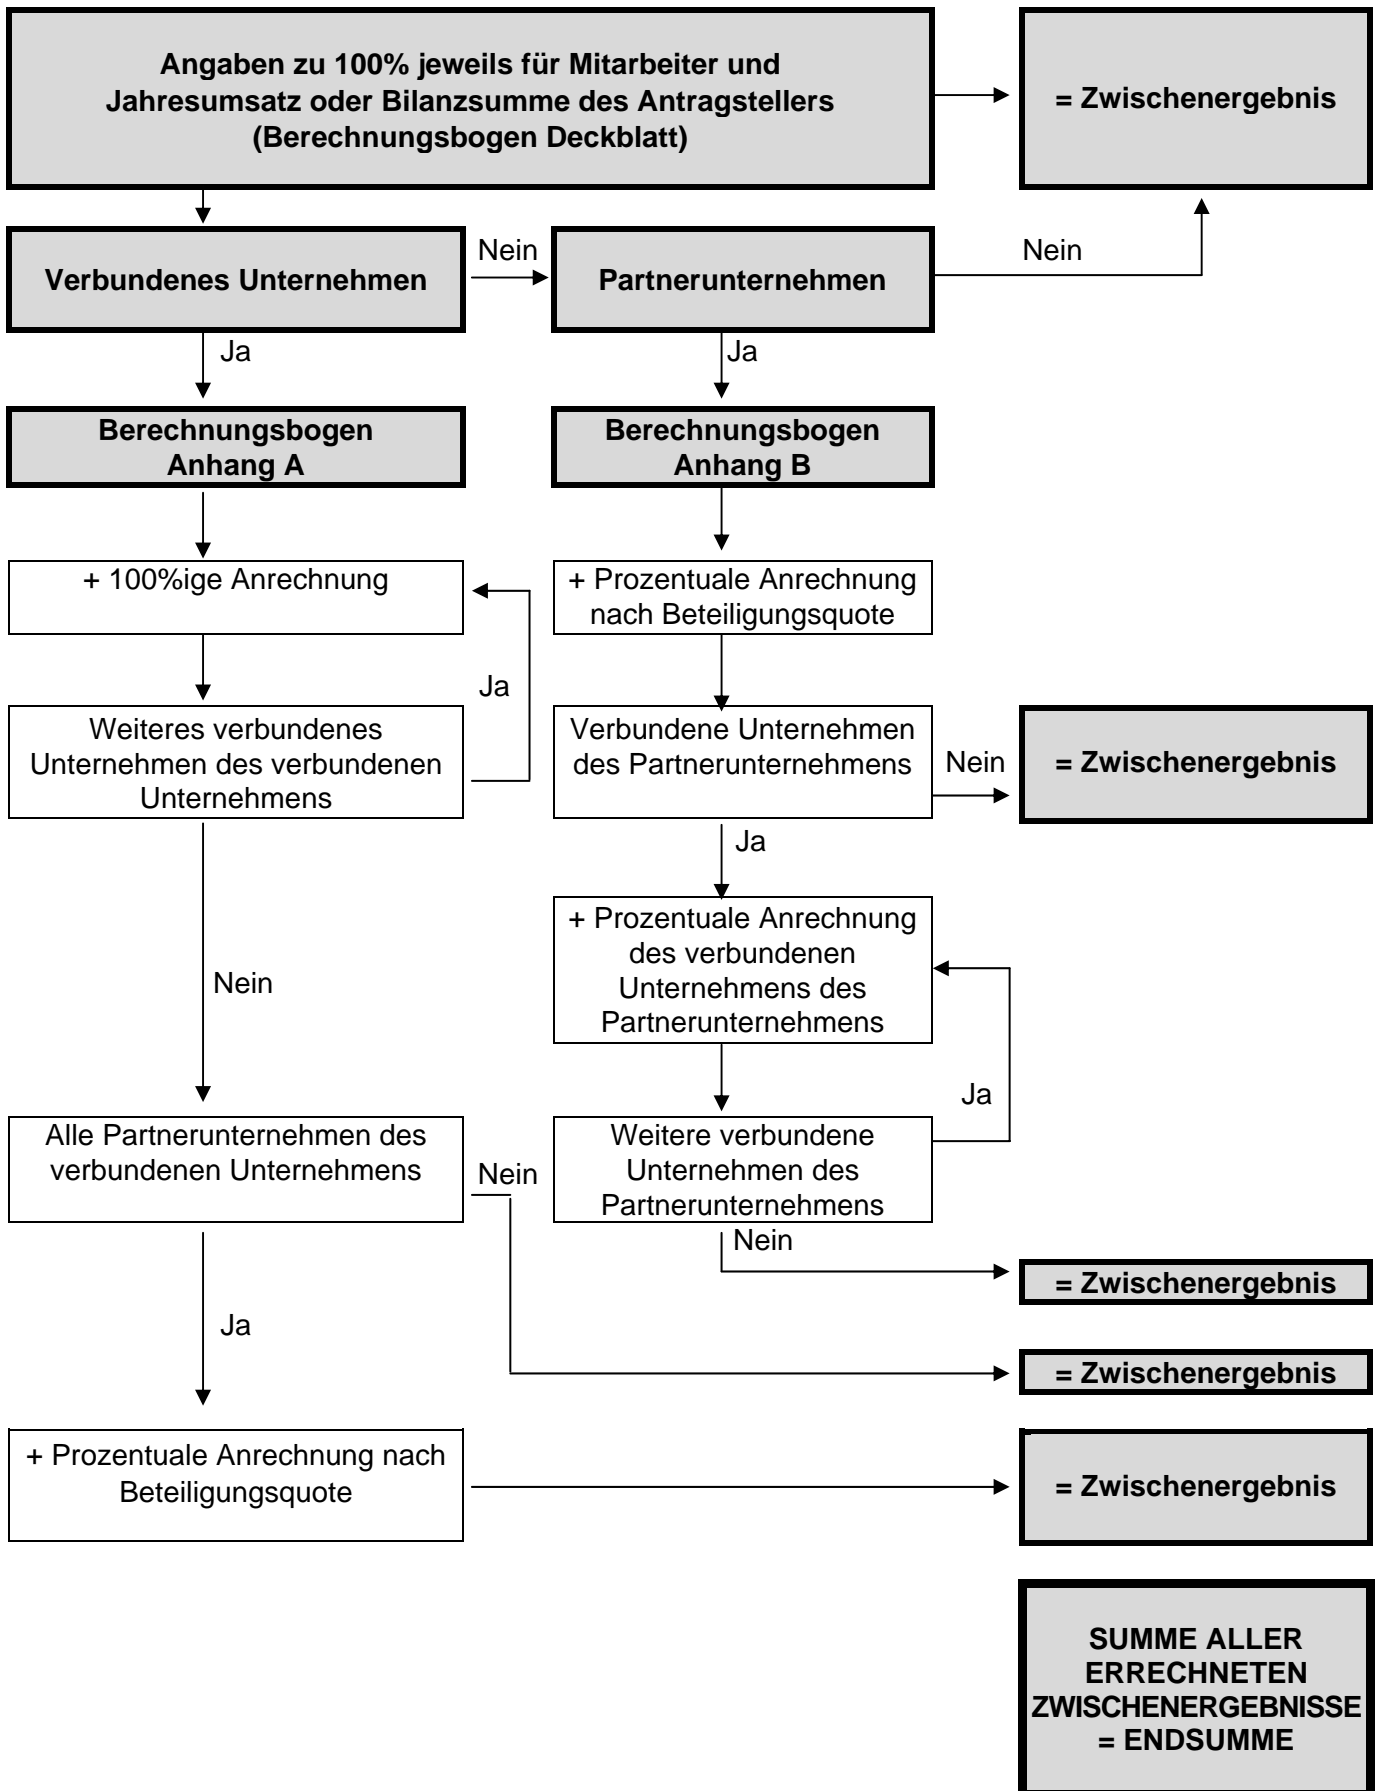 Angaben zu 100% jeweils für Mitarbeiter und
Jahresumsatz oder Bilanzsumme des Antragstellers
(Berechnungsbogen Deckblatt)
= Zwischenergebnis
Verbundenes Unternehmen
Nein
Partnerunternehmen
Nein
Ja
Ja
Berechnungsbogen
Anhang A
Berechnungsbogen
Anhang B
+ 100%ige Anrechnung
+ Prozentuale Anrechnung
nach Beteiligungsquote
Ja
Weiteres verbundenes
Unternehmen des verbundenen
Unternehmens
Verbundene Unternehmen
des Partnerunternehmens
Nein
= Zwischenergebnis
Ja
+ Prozentuale Anrechnung
des verbundenen
Unternehmens des
Partnerunternehmens
Nein
Ja
Alle Partnerunternehmen des
verbundenen Unternehmens
Nein
Weitere verbundene
Unternehmen des
Partnerunternehmens
Nein
= Zwischenergebnis
Ja
= Zwischenergebnis
+ Prozentuale Anrechnung nach
Beteiligungsquote
= Zwischenergebnis
SUMME ALLER
ERRECHNETEN
ZWISCHENERGEBNISSE
= ENDSUMME